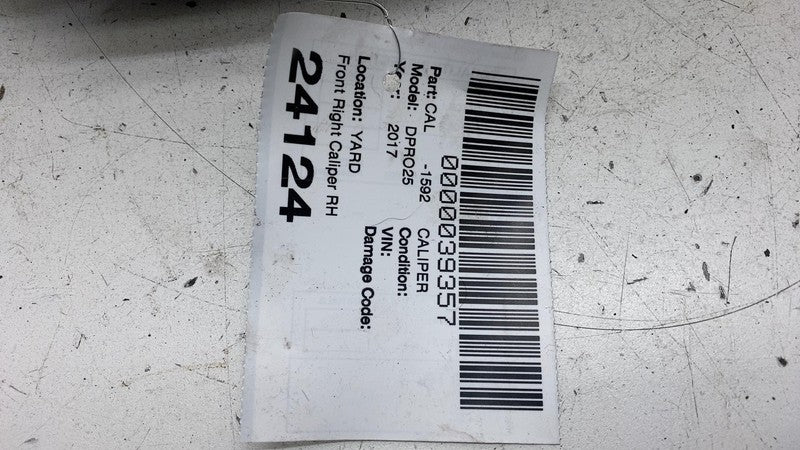 0000039357
Part: CAL -1592 CALIPER
Model: DPRO25 Condition:
Year: 2017 VIN:
Damage Code:
Location: YARD
Front Right Caliper RH
24124